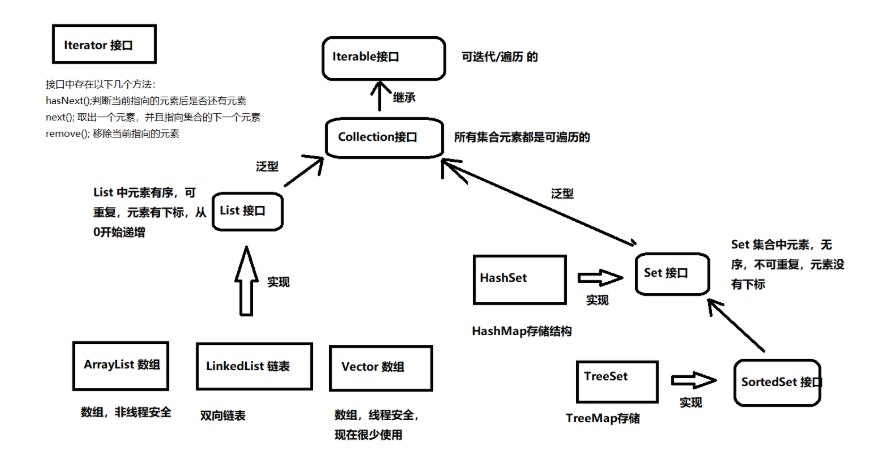 Iterator 接口
接口中存在以下几个方法：
hasNext();判断当前指向的元素后是否还有元素
next(); 取出一个元素，并且指向集合的下一个元素
remove(); 移除当前指向的元素
Iterable接口
可迭代/遍历 的
继承
Collection接口
所有集合元素都是可遍历的
泛型
泛型
List 中元素有序，可
重复，元素有下标，从
0开始递增
List 接口
实现
Set 接口
Set 集合中元素，无
序，不可重复，元素没
有下标
HashSet
实现
HashMap存储结构
ArrayList 数组
LinkedList 链表
Vector 数组
数组，非线程安全
双向链表
数组，线程安全，
现在很少使用
TreeSet
实现
SortedSet 接口
TreeMap存储